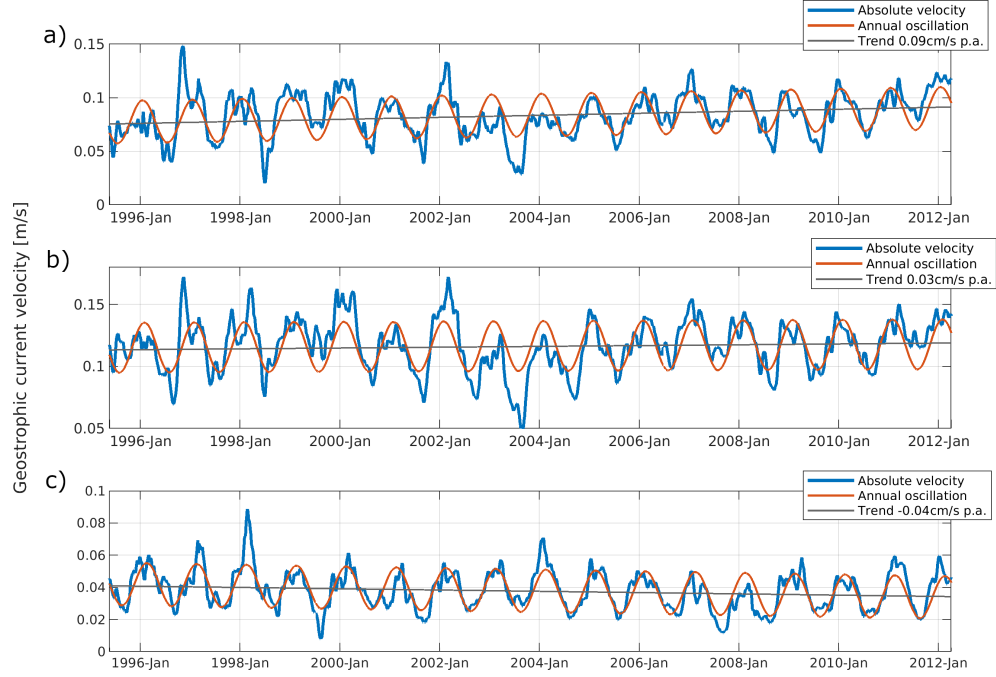 a)
Absolute velocity
Annual oscillation
Trend 0.09cm/s p.a.
0.15
0.1
0.05
0
1996-Jan 1998-Jan 2000-Jan 2002-Jan 2004-Jan 2006-Jan 2008-Jan 2010-Jan 2012-Jan
Geostrophic current velocity [m/s]
b)
Absolute velocity
Annual oscillation
Trend 0.03cm/s p.a.
0.15
0.1
0.05
1996-Jan 1998-Jan 2000-Jan 2002-Jan 2004-Jan 2006-Jan 2008-Jan 2010-Jan 2012-Jan
c)
Absolute velocity
Annual oscillation
Trend -0.04cm/s p.a.
0.1
0.08
0.06
0.04
0.02
0
1996-Jan 1998-Jan 2000-Jan 2002-Jan 2004-Jan 2006-Jan 2008-Jan 2010-Jan 2012-Jan